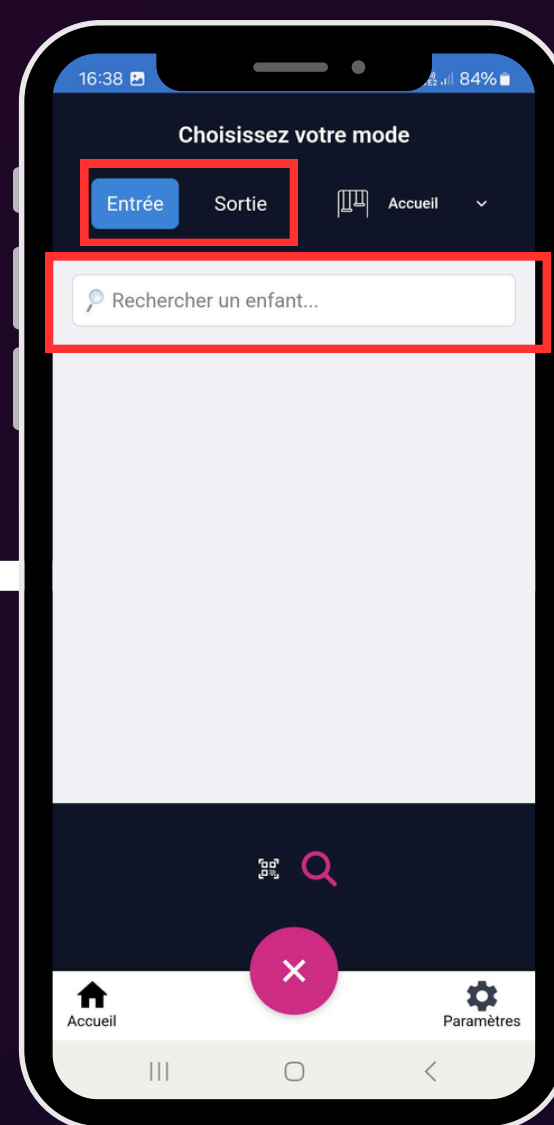 16:38 84%
Choisissez votre mode
Entrée Sortie Accueil
Rechercher un enfant...
Accueil Paramètres